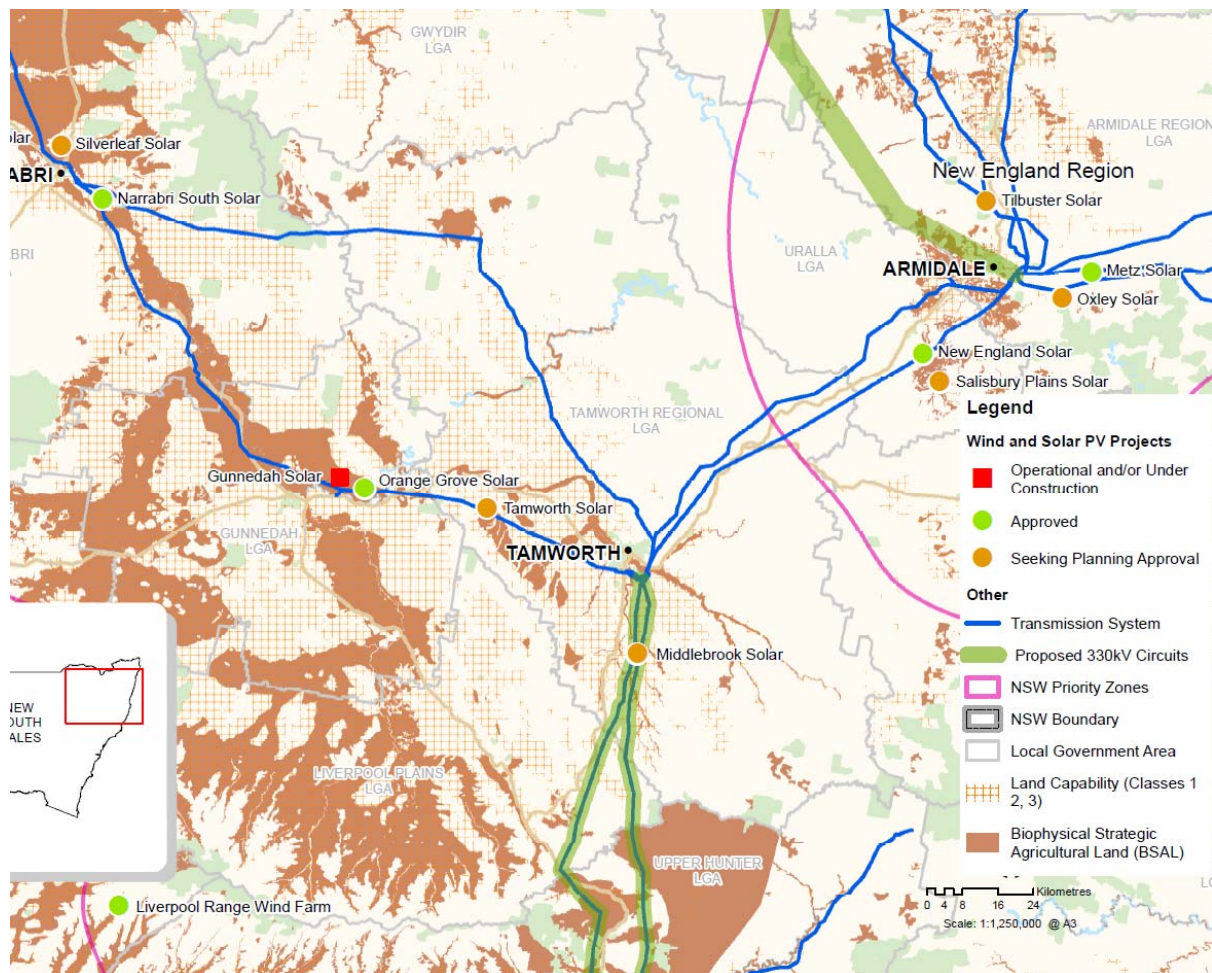 GWYDIR
LGA
olar
Silverleaf Solar
ABRI
Narrabri South Solar
ABRI
ARMIDALE REGION
LGA
New England Region
Tilbuster Solar
URALLA
LGA
ARMIDALE
Metz Solar
Oxley Solar
New England Solar
Salisbury Plains Solar
TAMWORTH REGIONAL
LGA
Gunnedah Solar
Orange Grove Solar
Tamworth Solar
GUNNEDAH
LGA
TAMWORTH
Middlebrook Solar
LIVERPOOL PLAINS
LGA
UPPER HUNTER
LGA
Liverpool Range Wind Farm
NEW
OUTH
ALES
Legend
Wind and Solar PV Projects
Operational and/or Under
Construction
Approved
Seeking Planning Approval
Other
Transmission System
Proposed 330kV Circuits
NSW Priority Zones
NSW Boundary
Local Government Area
Land Capability (Classes 1
2, 3)
Biophysical Strategic
Agricultural Land (BSAL)
Kilometres
0 4 8 16 24
Scale: 1:1,250,000 @ A3